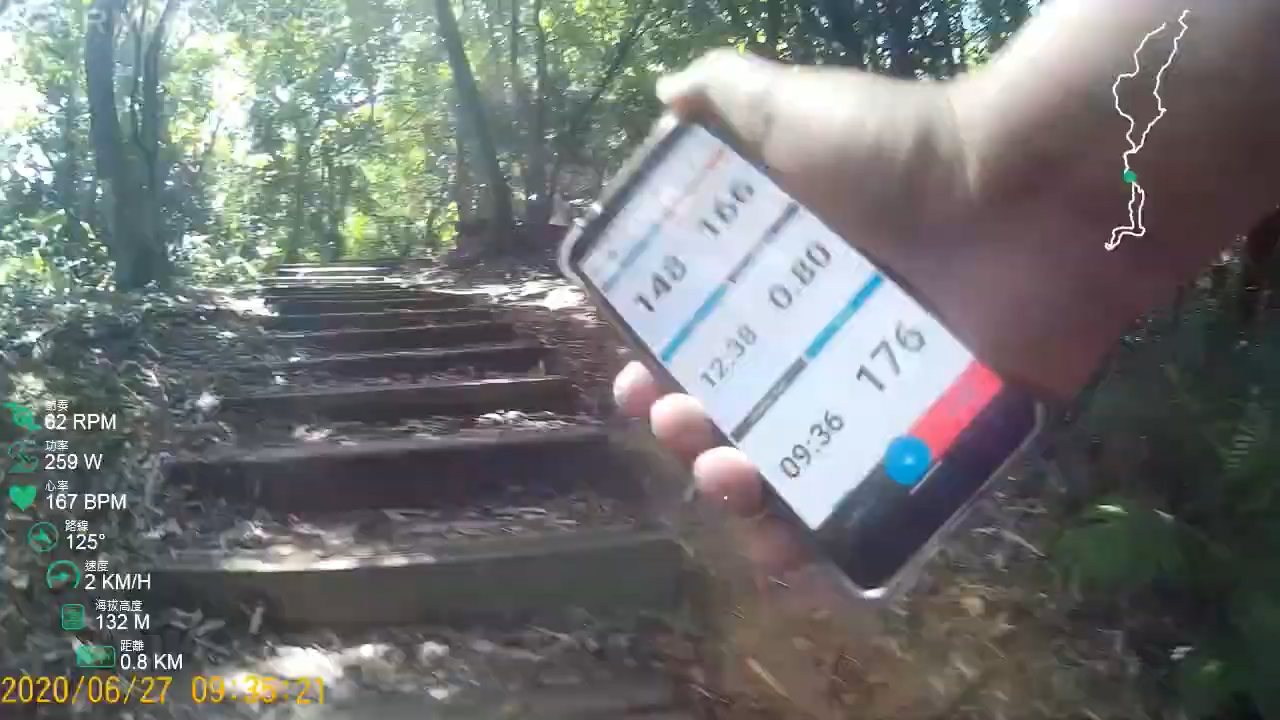 166
148
0.80
12:38
176
09:36
節奏
62 RPM
功率
259 W
心率
167 BPM
路線
125°
速度
2 KM/H
海拔高度
132 M
距離
0.8 KM
2020/06/27 09:35:21